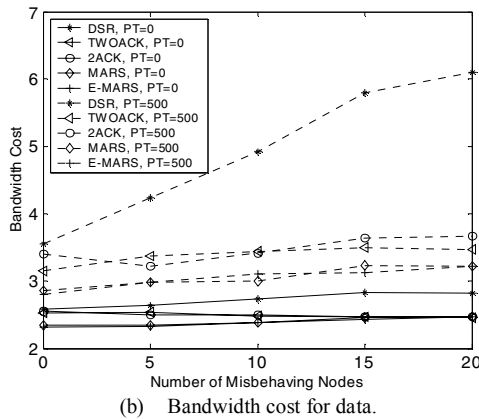 7
6
5
4
3
2
0
5
10
15
20
Bandwidth Cost
Number of Misbehaving Nodes
DSR, PT=0
TWOACK, PT=0
2ACK, PT=0
MARS, PT=0
E-MARS, PT=0
DSR, PT=500
TWOACK, PT=500
2ACK, PT=500
MARS, PT=500
E-MARS, PT=500
(b) Bandwidth cost for data.